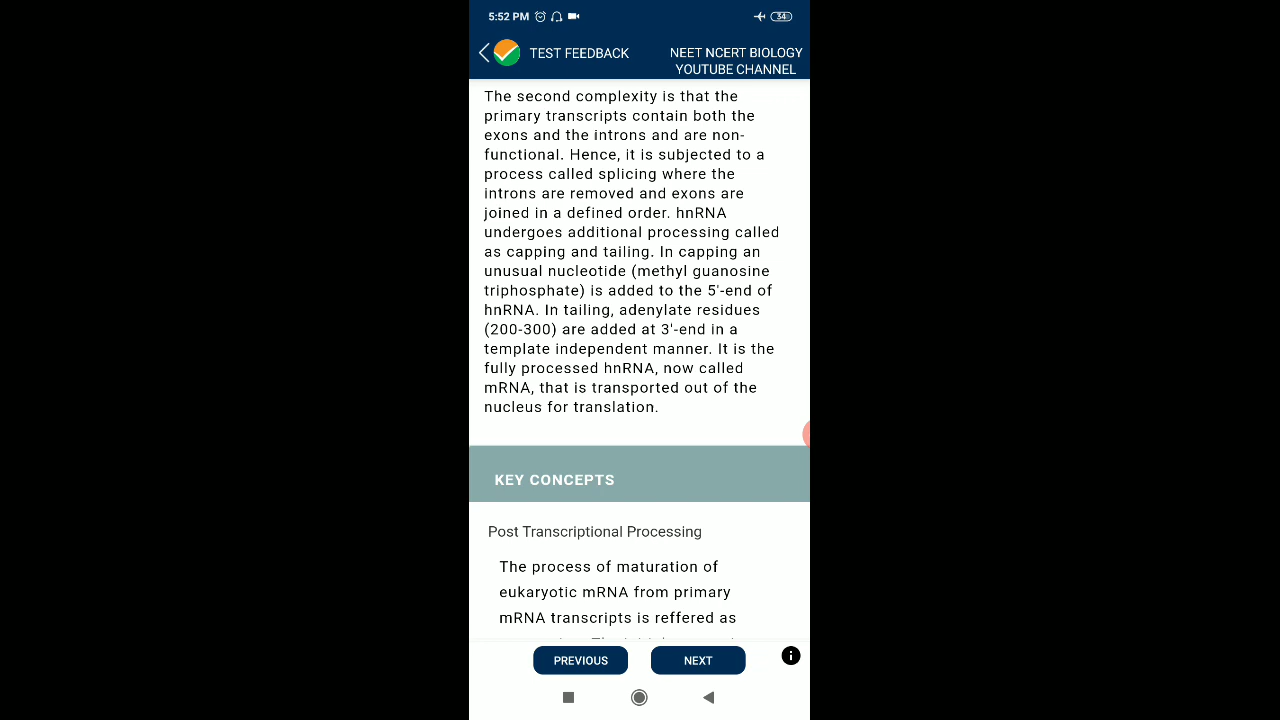 5:52 PM
34
TEST FEEDBACK
NEET NCERT BIOLOGY
YOUTUBE CHANNEL
The second complexity is that the
primary transcripts contain both the
exons and the introns and are non-
functional. Hence, it is subjected to a
process called splicing where the
introns are removed and exons are
joined in a defined order. hnRNA
undergoes additional processing called
as capping and tailing. In capping an
unusual nucleotide (methyl guanosine
triphosphate) is added to the 5'-end of
hnRNA. In tailing, adenylate residues
(200-300) are added at 3'-end in a
template independent manner. It is the
fully processed hnRNA, now called
mRNA, that is transported out of the
nucleus for translation.
KEY CONCEPTS
Post Transcriptional Processing
The process of maturation of
eukaryotic mRNA from primary
mRNA transcripts is reffered as
PREVIOUS
NEXT